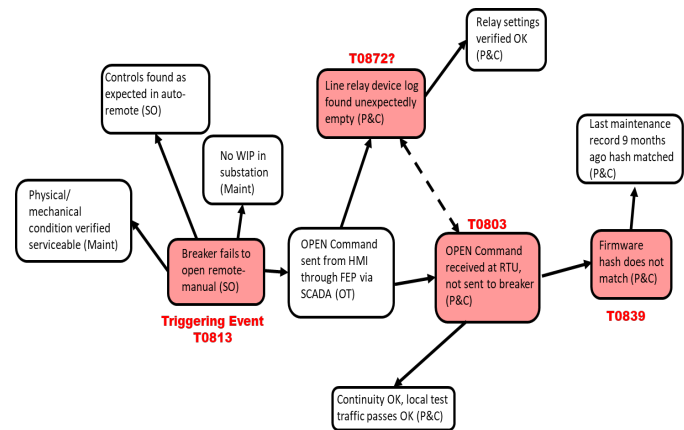 Relay settings
verified OK
(P&C)
T0872?
Controls found as
expected in auto-
remote (SO)
Line relay device log
found unexpectedly
empty (P&C)
Last maintenance
record 9 months
ago hash matched
(P&C)
No WIP in
substation
(Maint)
Physical/
mechanical
condition verified
serviceable (Maint)
T0803
Breaker fails to
open remote-
manual (SO)
OPEN Command
sent from HMI
through FEP via
SCADA (OT)
OPEN Command
received at RTU,
not sent to breaker
(P&C)
Firmware
hash does not
match (P&C)
Triggering Event
T0813
T0839
Continuity OK, local test
traffic passes OK (P&C)